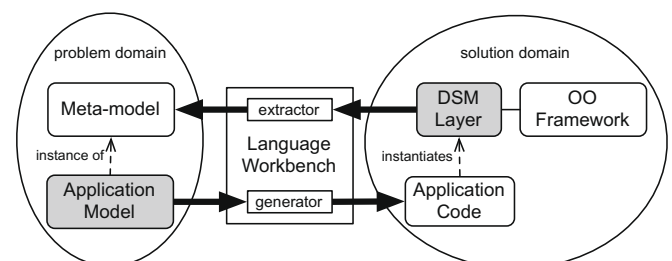 problem domain
solution domain
Meta-model
extractor
DSM
Layer
OO
Framework
instance of
Language
Workbench
instantiates
Application
Model
generator
Application
Code